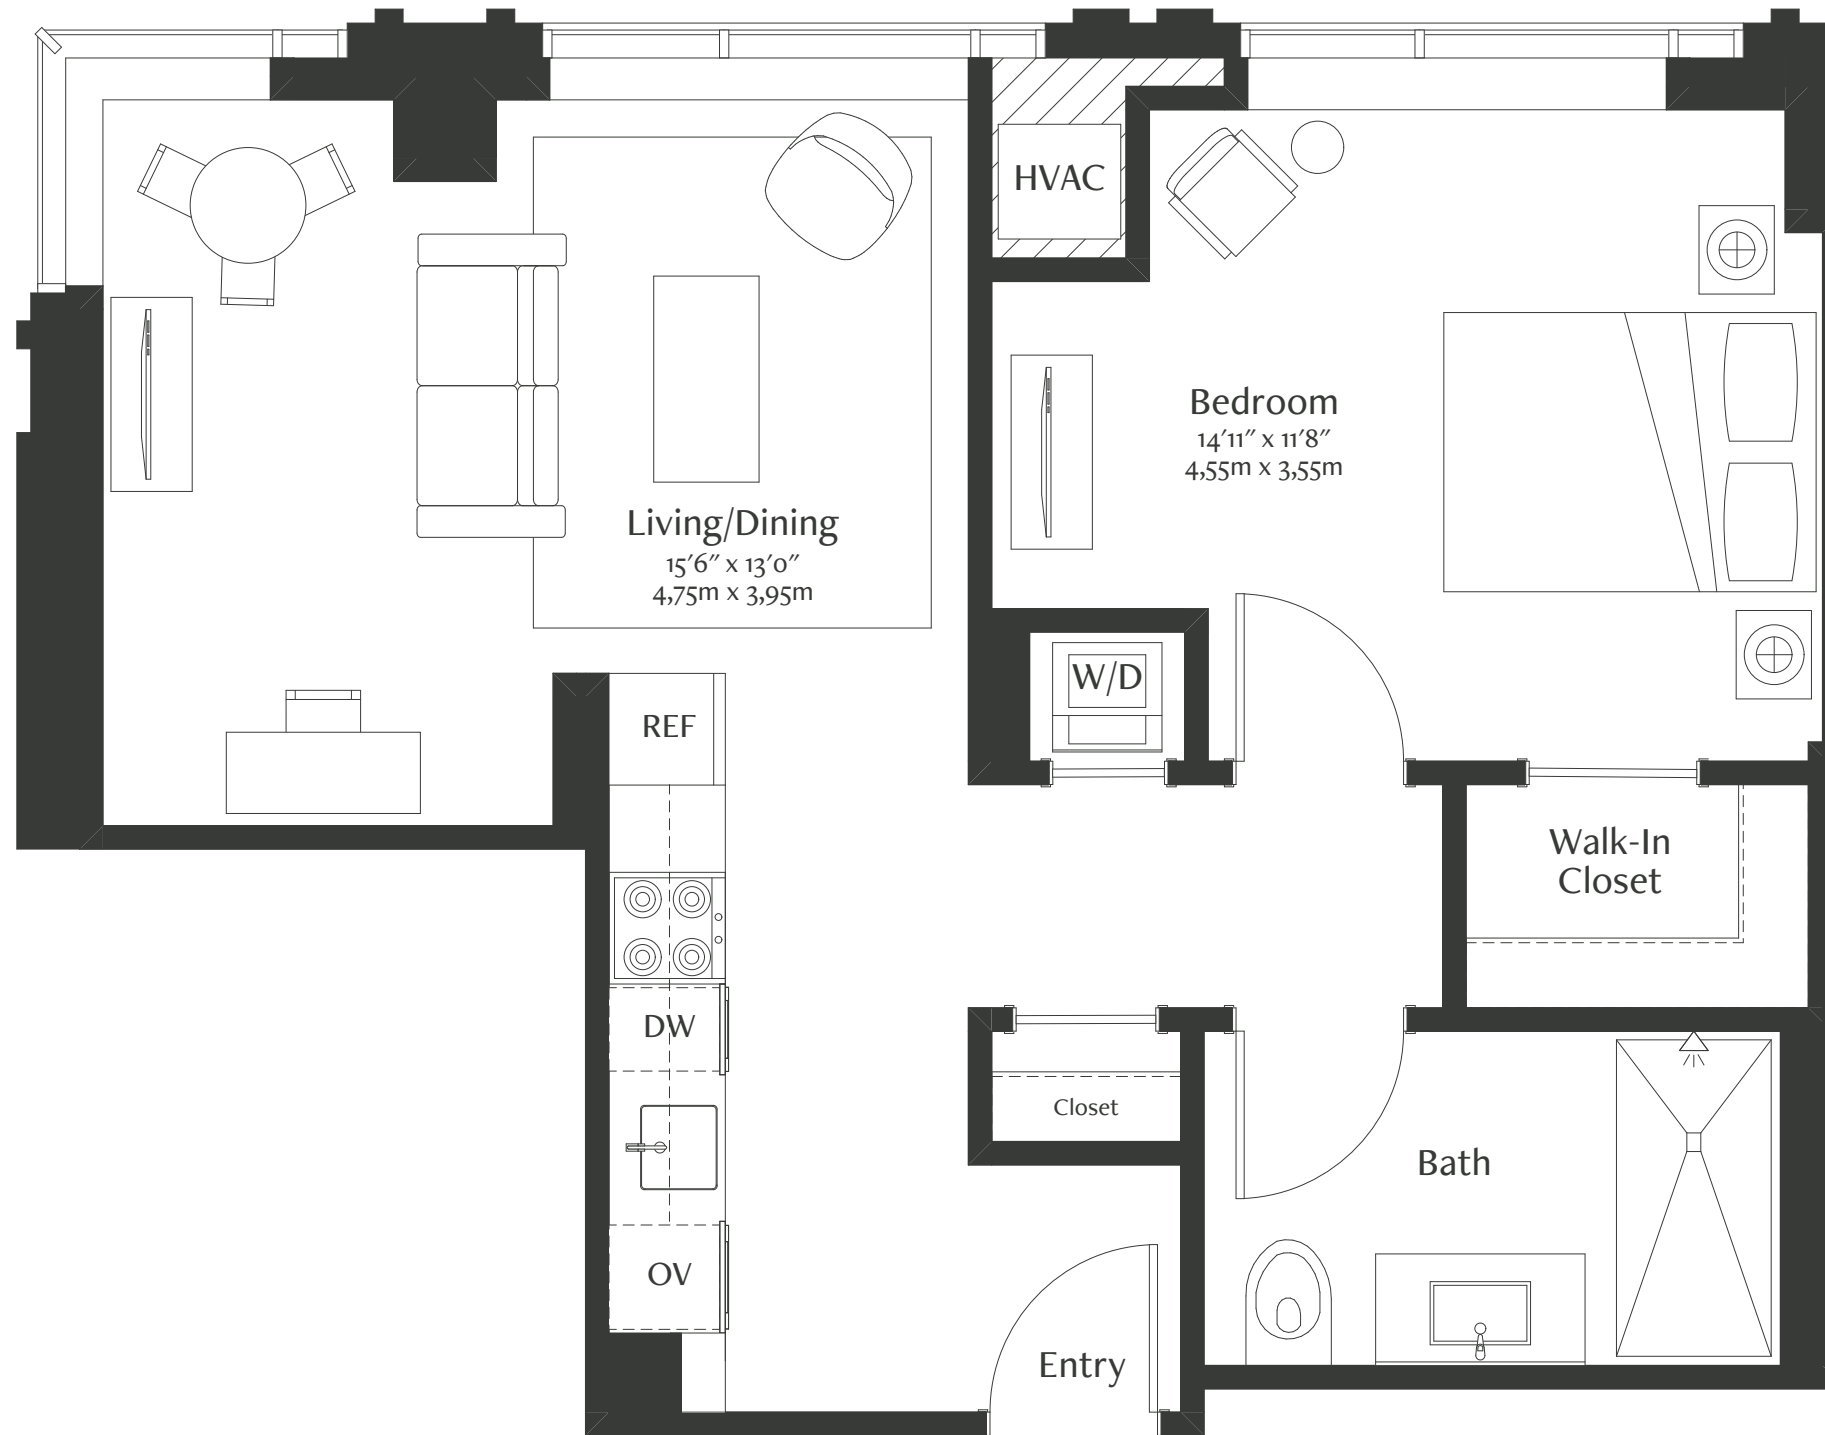 HVAC
Bedroom
14'11" x 11'8"
4,55m x 3,55m
Living/Dining
15'6" x 13'0"
4,75m x 3,95m
W/D
REF
Walk-In
Closet
DW
Closet
Bath
OV
Entry